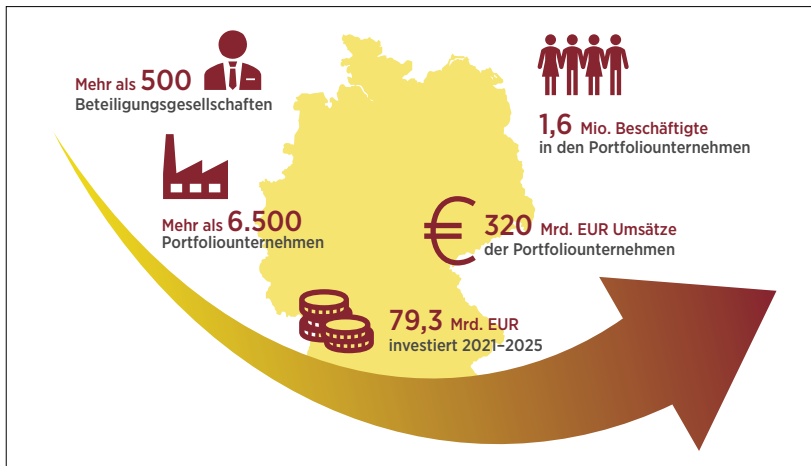 Mehr als 500
Beteiligungsgesellschaften
1,6 Mio. Beschäftigte
in den Portfoliounternehmen
Mehr als 6.500
Portfoliounternehmen
320 Mrd. EUR Umsätze
der Portfoliounternehmen
79,3 Mrd. EUR
investiert 2021–2025